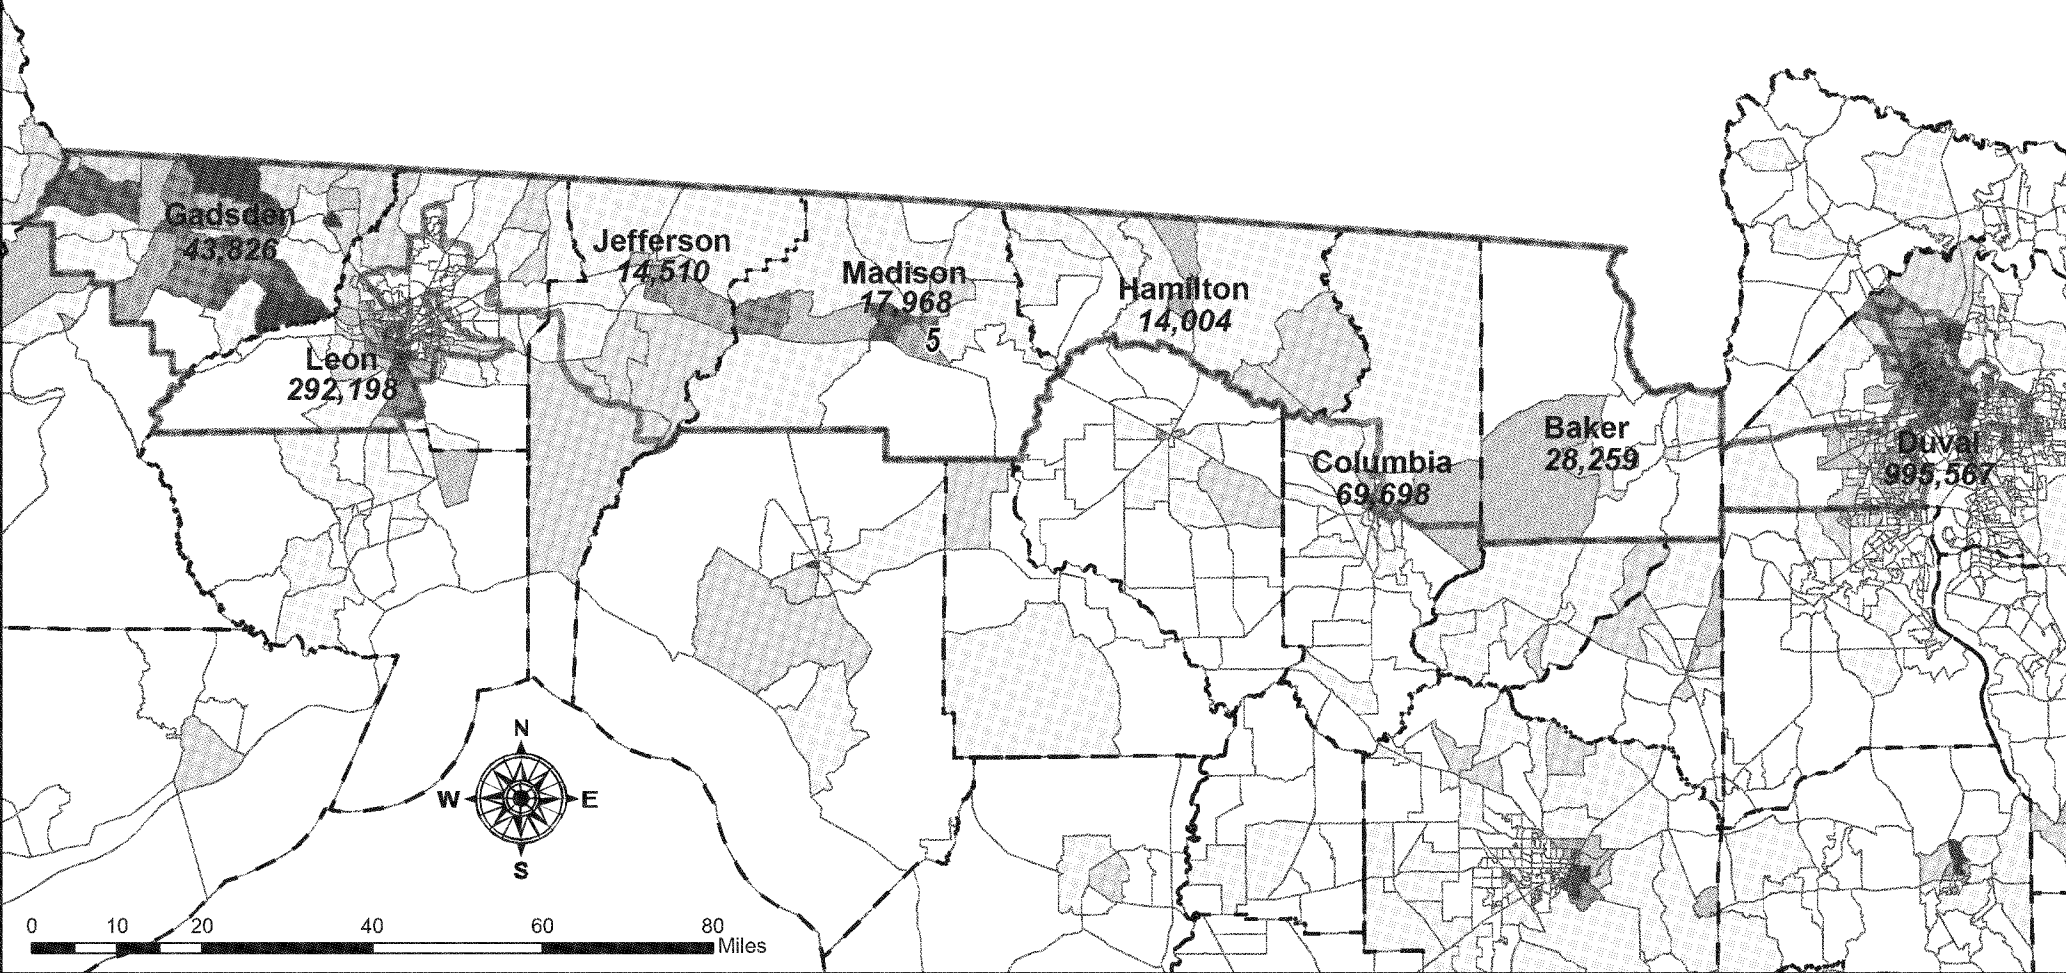 Gadsden
43,826
Jefferson
14,510
Madison
17,968
5
Hamilton
14,004
Leon
292,198
Baker
28,259
Columbia
69,698
Duval
995,567
N
W E
S
0 10 20 40 60 80
Miles